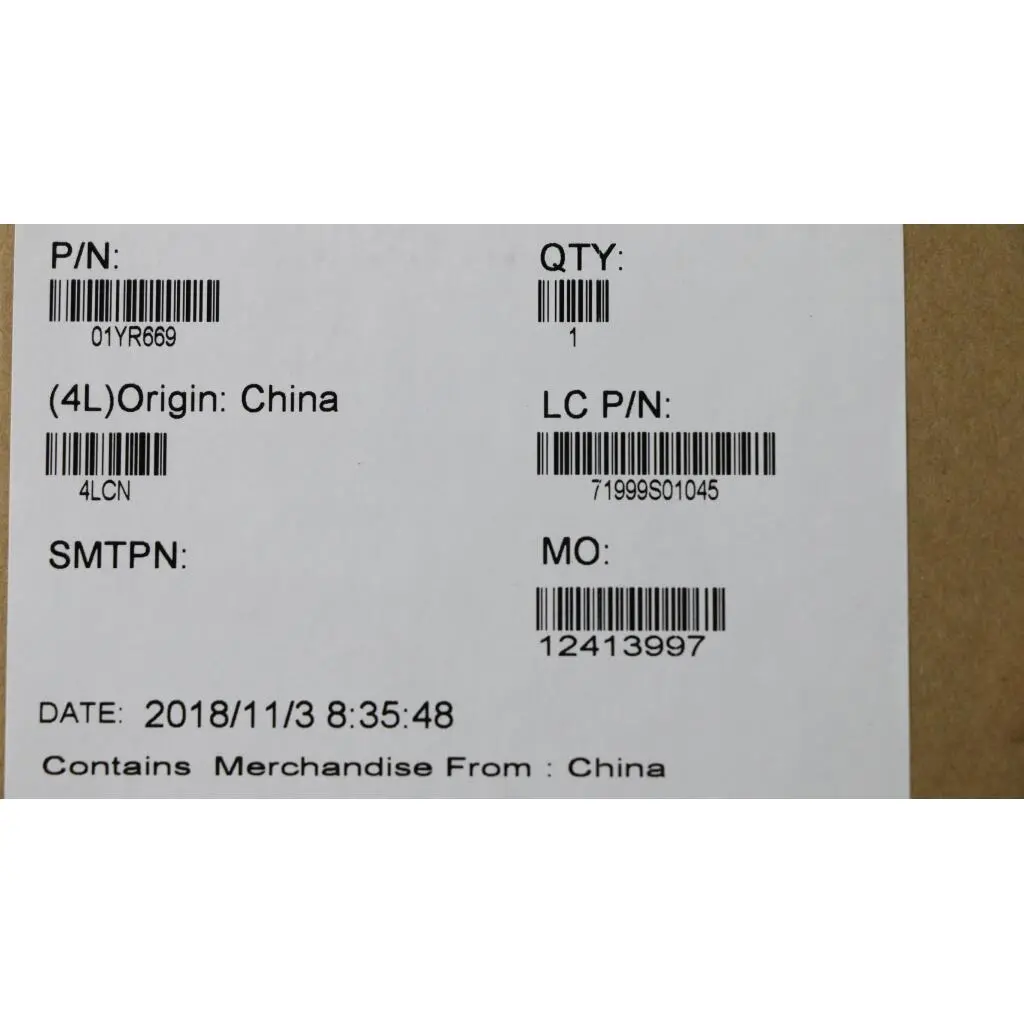 P/N:
QTY:
01YR669
1
(4L)Origin: China
LC P/N:
4LCN
71999S01045
SMTPN:
MO:
12413997
DATE: 2018/11/3 8:35:48
Contains Merchandise From : China